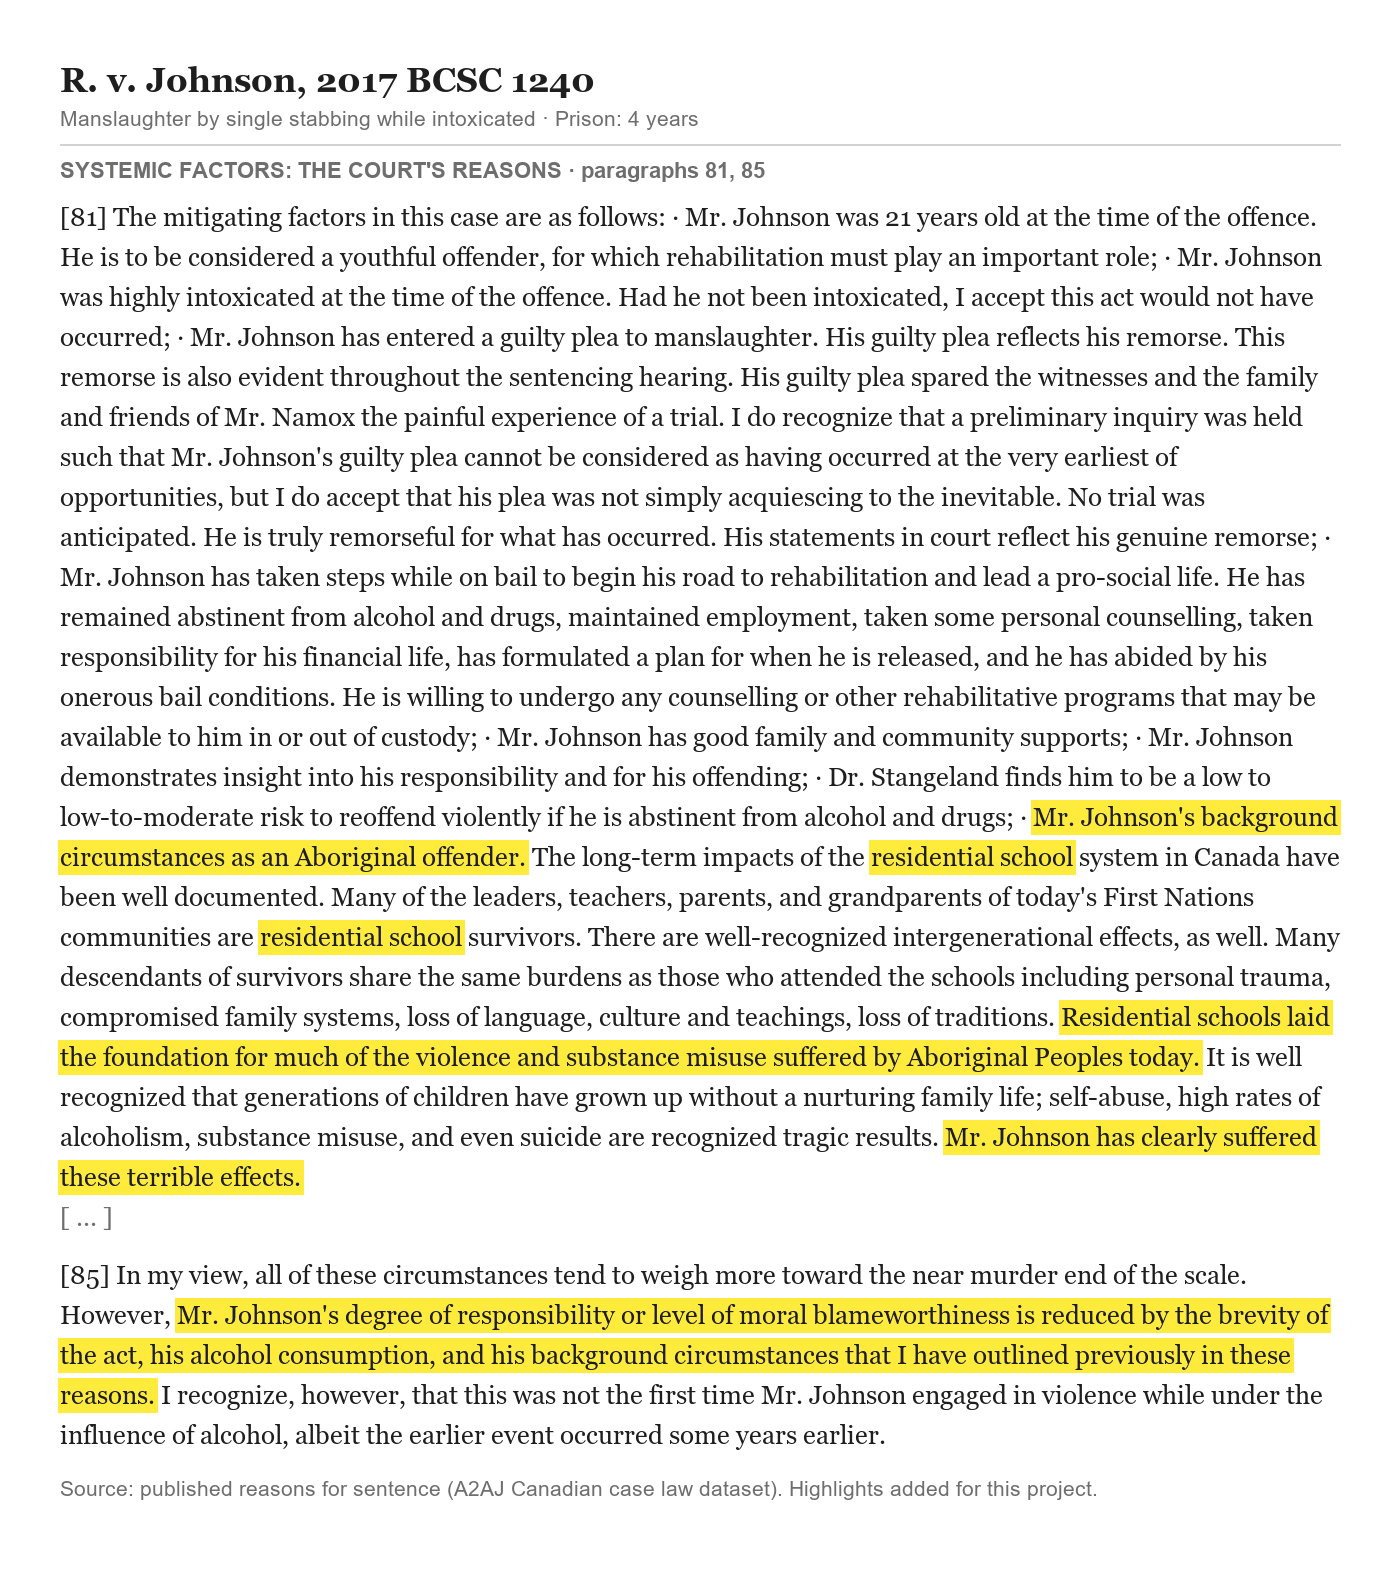 R. v. Johnson, 2017 BCSC 1240
Manslaughter by single stabbing while intoxicated · Prison: 4 years
SYSTEMIC FACTORS: THE COURT'S REASONS · paragraphs 81, 85
[81] The mitigating factors in this case are as follows: · Mr. Johnson was 21 years old at the time of the offence.
He is to be considered a youthful offender, for which rehabilitation must play an important role; · Mr. Johnson
was highly intoxicated at the time of the offence. Had he not been intoxicated, I accept this act would not have
occurred; · Mr. Johnson has entered a guilty plea to manslaughter. His guilty plea reflects his remorse. This
remorse is also evident throughout the sentencing hearing. His guilty plea spared the witnesses and the family
and friends of Mr. Namox the painful experience of a trial. I do recognize that a preliminary inquiry was held
such that Mr. Johnson's guilty plea cannot be considered as having occurred at the very earliest of
opportunities, but I do accept that his plea was not simply acquiescing to the inevitable. No trial was
anticipated. He is truly remorseful for what has occurred. His statements in court reflect his genuine remorse; ·
Mr. Johnson has taken steps while on bail to begin his road to rehabilitation and lead a pro-social life. He has
remained abstinent from alcohol and drugs, maintained employment, taken some personal counselling, taken
responsibility for his financial life, has formulated a plan for when he is released, and he has abided by his
onerous bail conditions. He is willing to undergo any counselling or other rehabilitative programs that may be
available to him in or out of custody; · Mr. Johnson has good family and community supports; · Mr. Johnson
demonstrates insight into his responsibility and for his offending; · Dr. Stangeland finds him to be a low to
low-to-moderate risk to reoffend violently if he is abstinent from alcohol and drugs; · Mr. Johnson's background
circumstances as an Aboriginal offender. The long-term impacts of the residential school system in Canada have
been well documented. Many of the leaders, teachers, parents, and grandparents of today's First Nations
communities are residential school survivors. There are well-recognized intergenerational effects, as well. Many
descendants of survivors share the same burdens as those who attended the schools including personal trauma,
compromised family systems, loss of language, culture and teachings, loss of traditions. Residential schools laid
the foundation for much of the violence and substance misuse suffered by Aboriginal Peoples today. It is well
recognized that generations of children have grown up without a nurturing family life; self-abuse, high rates of
alcoholism, substance misuse, and even suicide are recognized tragic results. Mr. Johnson has clearly suffered
these terrible effects.
[ ... ]
[85] In my view, all of these circumstances tend to weigh more toward the near murder end of the scale.
However, Mr. Johnson's degree of responsibility or level of moral blameworthiness is reduced by the brevity of
the act, his alcohol consumption, and his background circumstances that I have outlined previously in these
reasons. I recognize, however, that this was not the first time Mr. Johnson engaged in violence while under the
influence of alcohol, albeit the earlier event occurred some years earlier.
Source: published reasons for sentence (A2AJ Canadian case law dataset). Highlights added for this project.